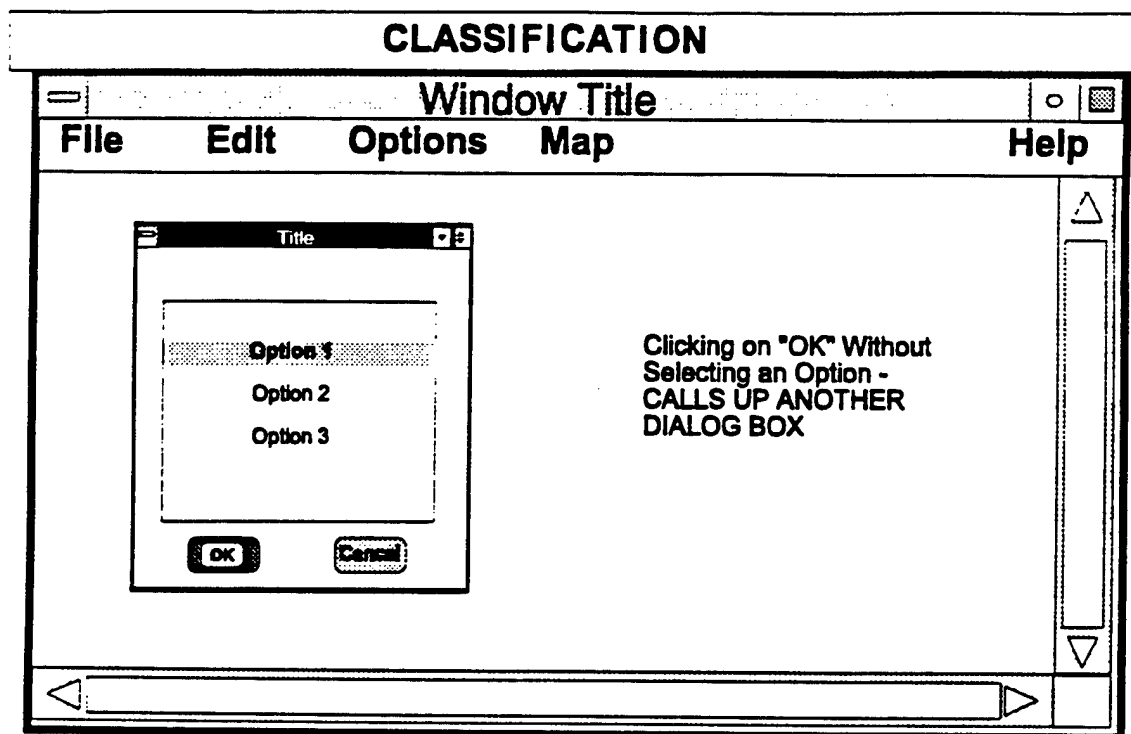 CLASSIFICATION
Window Title
File Edit Options Map Help
Title
Option 1
Option 2
Option 3
OK Cancel
Clicking on "OK" Without
Selecting an Option -
CALLS UP ANOTHER
DIALOG BOX